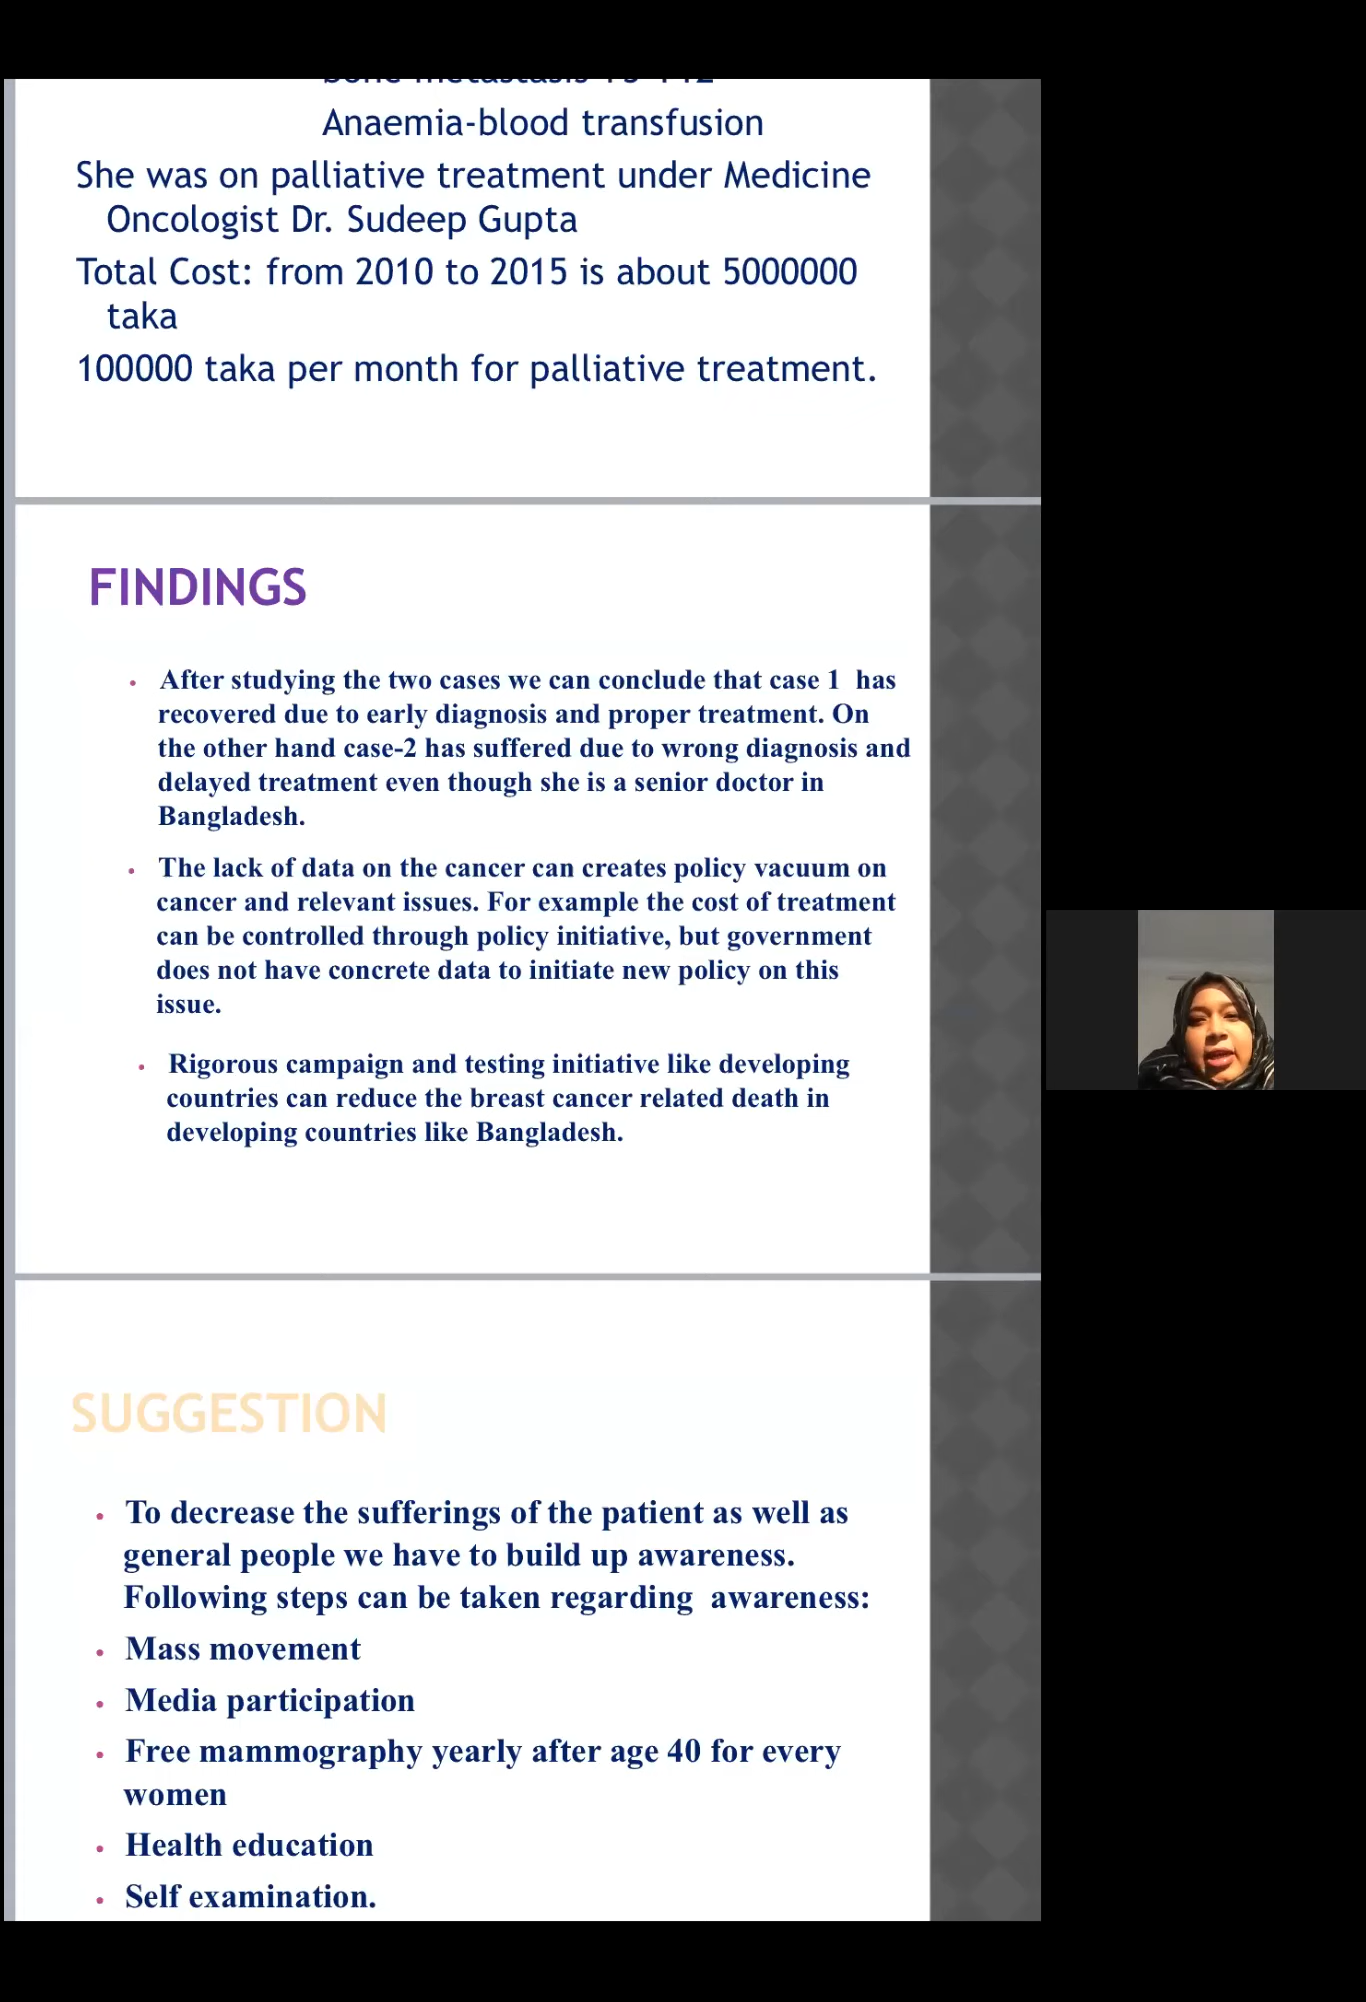 Anaemia-blood transfusion
She was on palliative treatment under Medicine
Oncologist Dr. Sudeep Gupta
Total Cost: from 2010 to 2015 is about 5000000
taka
100000 taka per month for palliative treatment.
FINDINGS
• After studying the two cases we can conclude that case 1 has
recovered due to early diagnosis and proper treatment. On
the other hand case-2 has suffered due to wrong diagnosis and
delayed treatment even though she is a senior doctor in
Bangladesh.
• The lack of data on the cancer can creates policy vacuum on
cancer and relevant issues. For example the cost of treatment
can be controlled through policy initiative, but government
does not have concrete data to initiate new policy on this
issue.
• Rigorous campaign and testing initiative like developing
countries can reduce the breast cancer related death in
developing countries like Bangladesh.
SUGGESTION
• To decrease the sufferings of the patient as well as
general people we have to build up awareness.
Following steps can be taken regarding awareness:
• Mass movement
• Media participation
• Free mammography yearly after age 40 for every
women
• Health education
• Self examination.